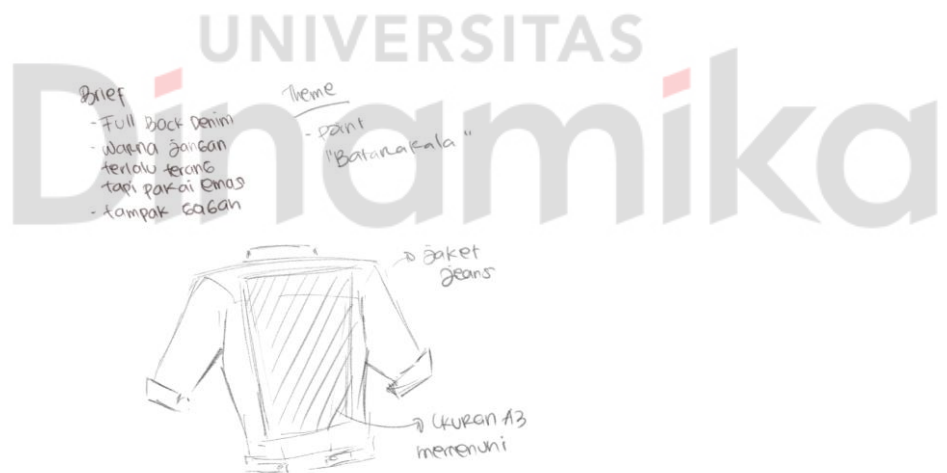 UNIVERSITAS
Dinamika
Brief
- Full Back Denim
- Warna Jangan
terlalu terang
tapi pakai emas
- tampak gagah
Theme
- paint
"Batarakala"
Jaket
jeans
Ukuran A3
memenuhi